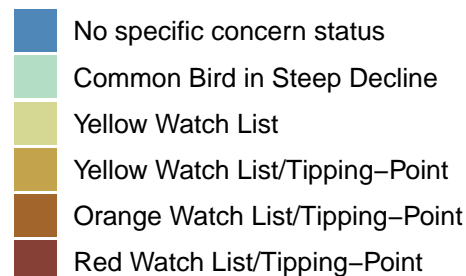 No specific concern status
Common Bird in Steep Decline
Yellow Watch List
Yellow Watch List/Tipping−Point
Orange Watch List/Tipping−Point
Red Watch List/Tipping−Point